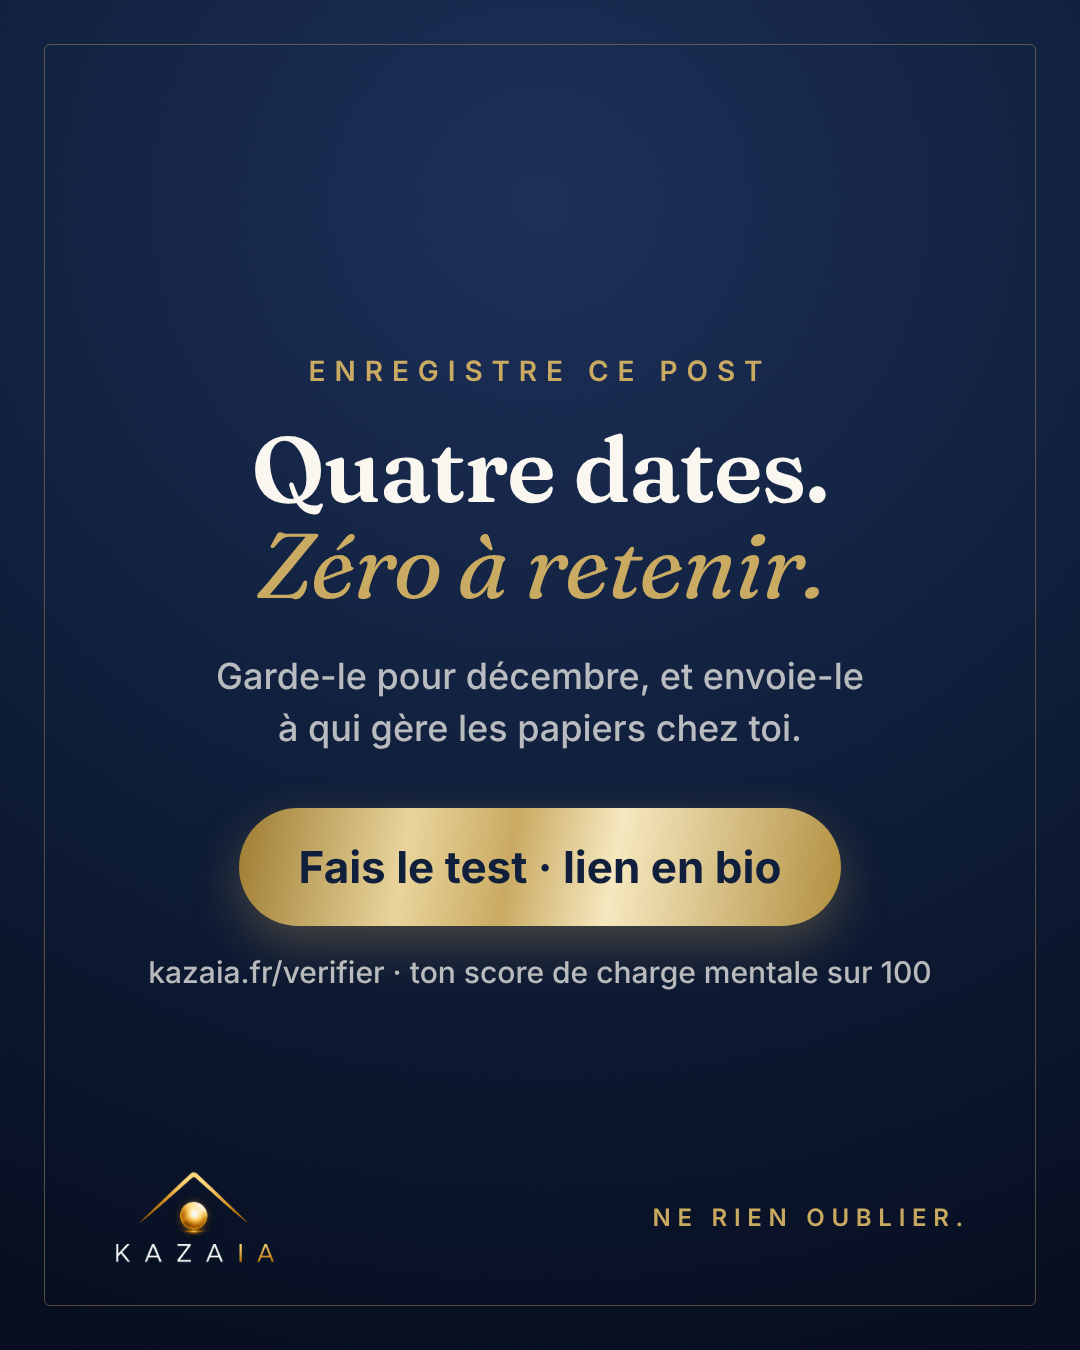 ENREGISTRE CE POST
Quatre dates.
Zéro à retenir.
Garde-le pour décembre, et envoie-le
à qui gère les papiers chez toi.
Fais le test · lien en bio
kazaia.fr/verifier · ton score de charge mentale sur 100
NE RIEN OUBLIER.
KAZAIA